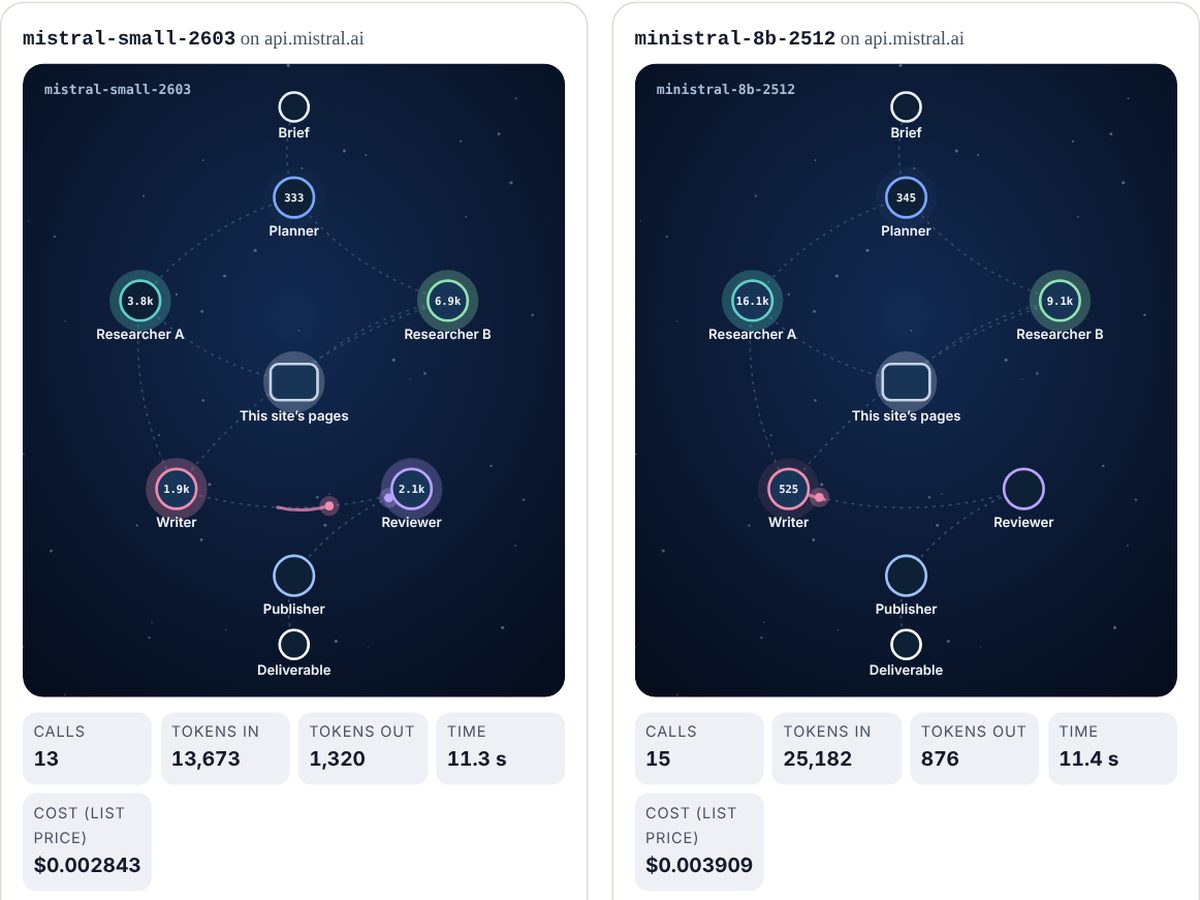 mistral-small-2603 on api.mistral.ai
mistral-small-2603
Brief
333
Planner
3.8k
6.9k
Researcher A
Researcher B
This site's pages
1.9k
2.1k
Writer
Reviewer
Publisher
Deliverable
CALLS
13
TOKENS IN
13,673
TOKENS OUT
1,320
TIME
11.3 s
COST (LIST
PRICE)
$0.002843
ministral-8b-2512 on api.mistral.ai
ministral-8b-2512
Brief
345
Planner
16.1k
9.1k
Researcher A
Researcher B
This site's pages
525
Writer
Reviewer
Publisher
Deliverable
CALLS
15
TOKENS IN
25,182
TOKENS OUT
876
TIME
11.4 s
COST (LIST
PRICE)
$0.003909